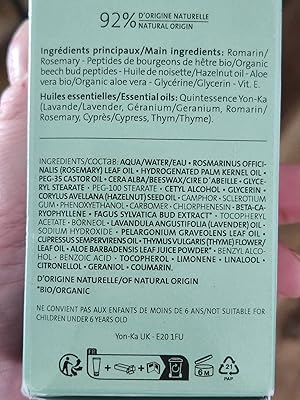 92%
D'ORIGINE NATURELLE
NATURAL ORIGIN
Ingrédients principaux/Main ingredients: Romarin/
Rosemary - Peptides de bourgeons de hêtre bio/Organic
beech bud peptides - Huile de noisette/Hazelnut oil - Aloe
vera bio/Organic aloe vera - Glycérine/Glycerin - Vit. E.
Huiles essentielles/Essential oils: Quintessence Yon-Ka
(Lavande/Lavender, Géranium/Geranium, Romarin/
Rosemary, Cyprès/Cypress, Thym/Thyme).
INGREDIENTS/СОСТАВ: AQUA/WATER/EAU • ROSMARINUS OFFICI-
NALIS (ROSEMARY) LEAF OIL • HYDROGENATED PALM KERNEL OIL •
PEG-35 CASTOR OIL • CERA ALBA/BEESWAX/CIRE D'ABEILLE • GLYCE-
RYL STEARATE • PEG-100 STEARATE • CETYL ALCOHOL • GLYCERIN •
CORYLUS AVELLANA (HAZELNUT) SEED OIL • CAMPHOR • SCLEROTIUM
GUM • PHENOXYETHANOL • CARBOMER • CHLORPHENESIN • BETA-CA-
RYOPHYLLENE • FAGUS SYLVATICA BUD EXTRACT* • TOCOPHERYL
ACETATE • BORNEOL • LAVANDULA ANGUSTIFOLIA (LAVENDER) OIL •
SODIUM HYDROXIDE • PELARGONIUM GRAVEOLENS LEAF OIL •
CUPRESSUS SEMPERVIRENS OIL • THYMUS VULGARIS (THYME) FLOWER/
LEAF OIL • ALOE BARBADENSIS LEAF JUICE POWDER* • BENZYL ALCO-
HOL • BENZOIC ACID • TOCOPHEROL • LIMONENE • LINALOOL •
CITRONELLOL • GERANIOL • COUMARIN.
D'ORIGINE NATURELLE/OF NATURAL ORIGIN
*BIO/ORGANIC
NE CONVIENT PAS AUX ENFANTS DE MOINS DE 6 ANS/NOT SUITABLE FOR
CHILDREN UNDER 6 YEARS OLD
Yon-Ka UK - E20 1FU
6 M
21
PAP